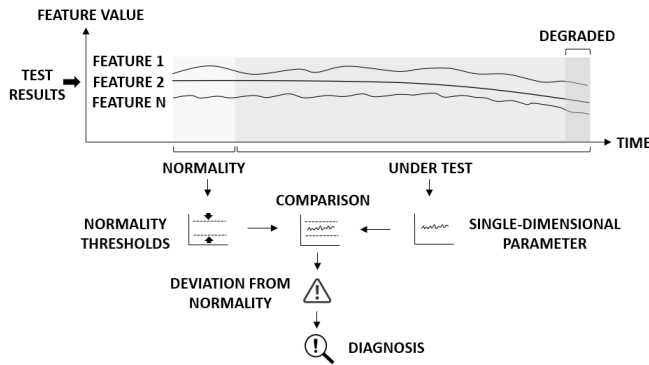 FEATURE VALUE
DEGRADED
FEATURE 1
TEST
RESULTS
FEATURE 2
FEATURE N
TIME
NORMALITY
UNDER TEST
COMPARISON
NORMALITY
THRESHOLDS
SINGLE-DIMENSIONAL
PARAMETER
DEVIATION FROM
NORMALITY
DIAGNOSIS